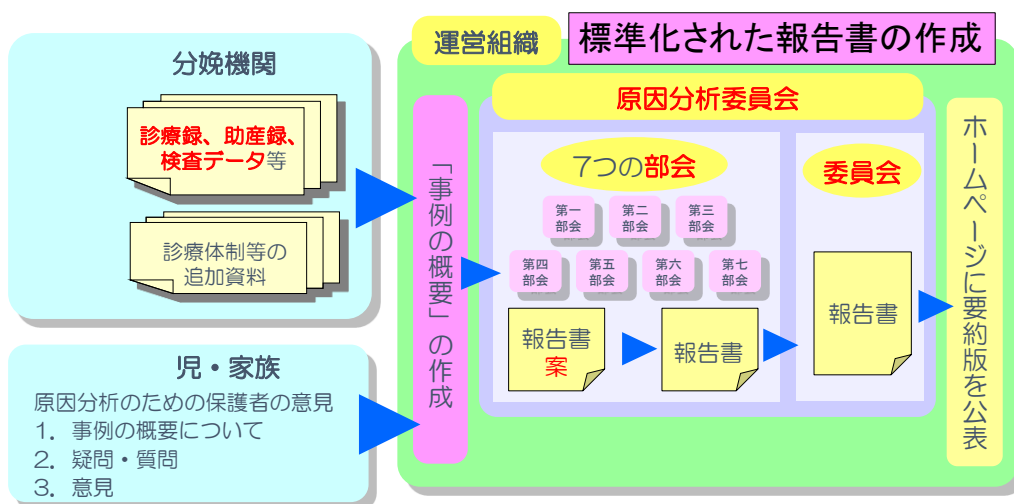 運営組織
標準化された報告書の作成
分娩機関
診療録、助産録、
検査データ等
診療体制等の
追加資料
児・家族
原因分析のための保護者の意見
1. 事例の概要について
2. 疑問・質問
3. 意見
「事例の概要」の作成
原因分析委員会
7つの部会
第一
部会
第二
部会
第三
部会
第四
部会
第五
部会
第六
部会
第七
部会
報告書
案
報告書
委員会
報告書
ホームページに要約版を公表